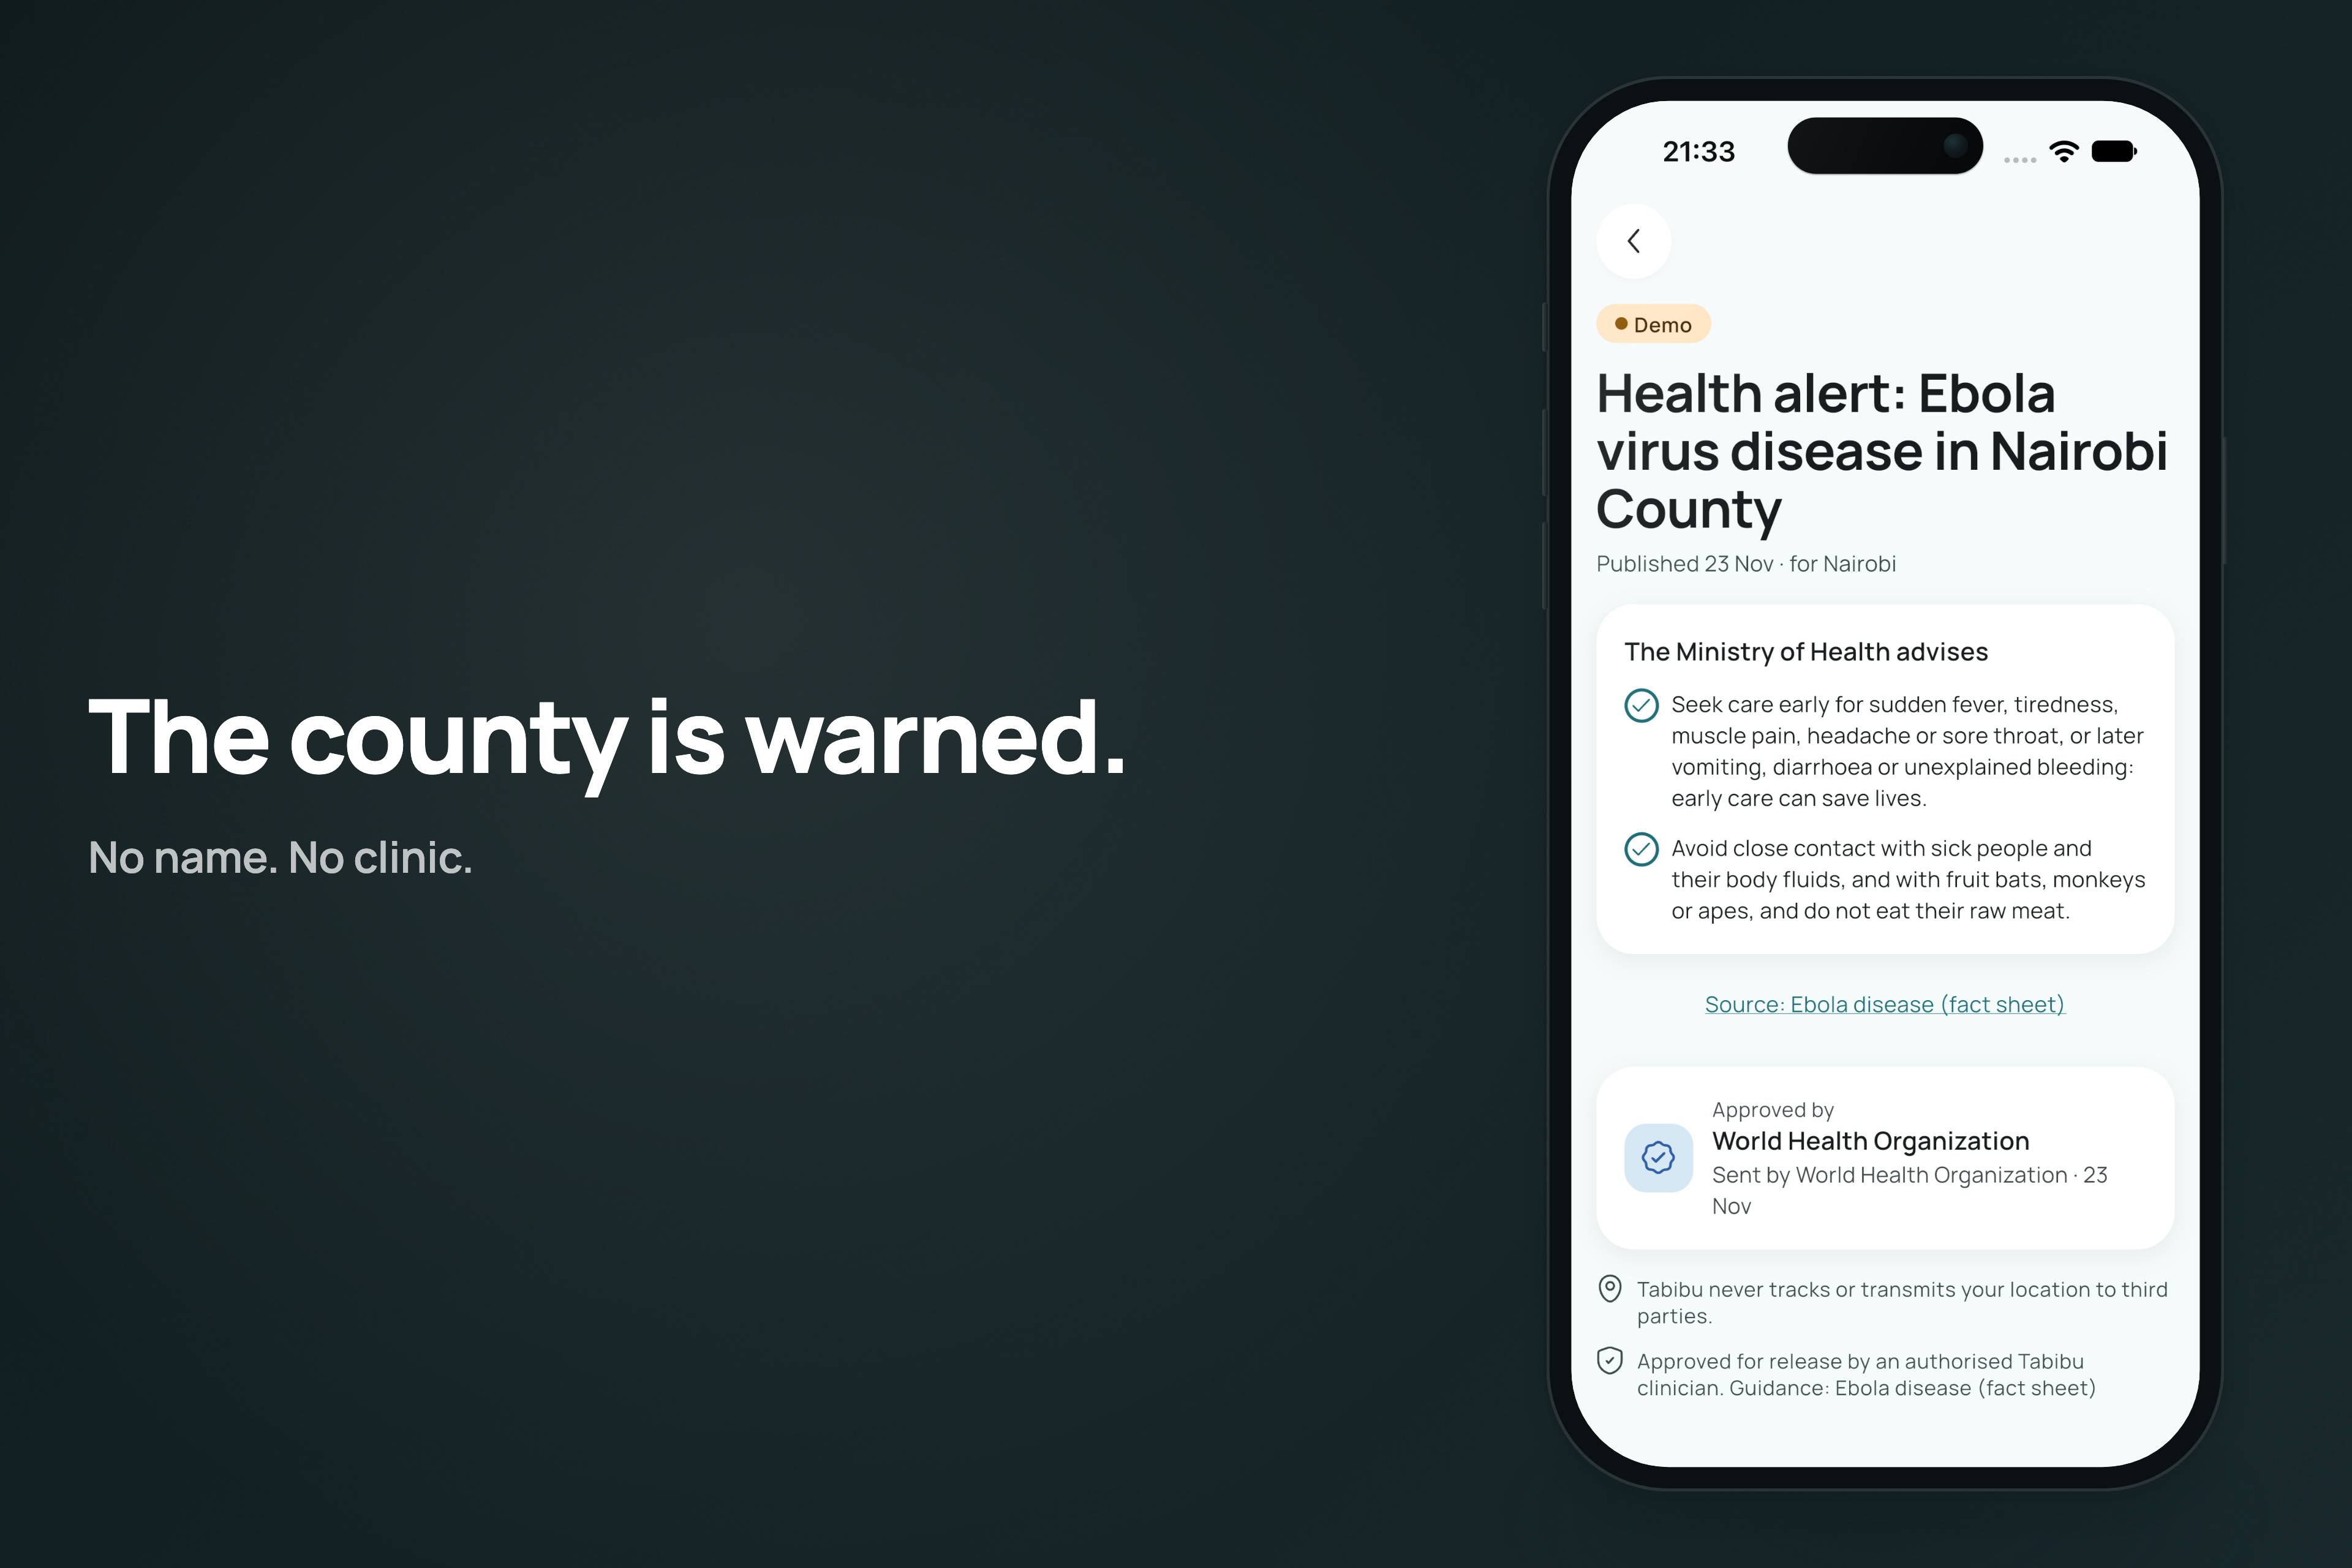 The county is warned.
No name. No clinic.
21:33
Demo
Health alert: Ebola
virus disease in Nairobi
County
Published 23 Nov · for Nairobi
The Ministry of Health advises
Seek care early for sudden fever, tiredness,
muscle pain, headache or sore throat, or later
vomiting, diarrhoea or unexplained bleeding:
early care can save lives.
Avoid close contact with sick people and
their body fluids, and with fruit bats, monkeys
or apes, and do not eat their raw meat.
Source: Ebola disease (fact sheet)
Approved by
World Health Organization
Sent by World Health Organization · 23
Nov
Tabibu never tracks or transmits your location to third
parties.
Approved for release by an authorised Tabibu
clinician. Guidance: Ebola disease (fact sheet)